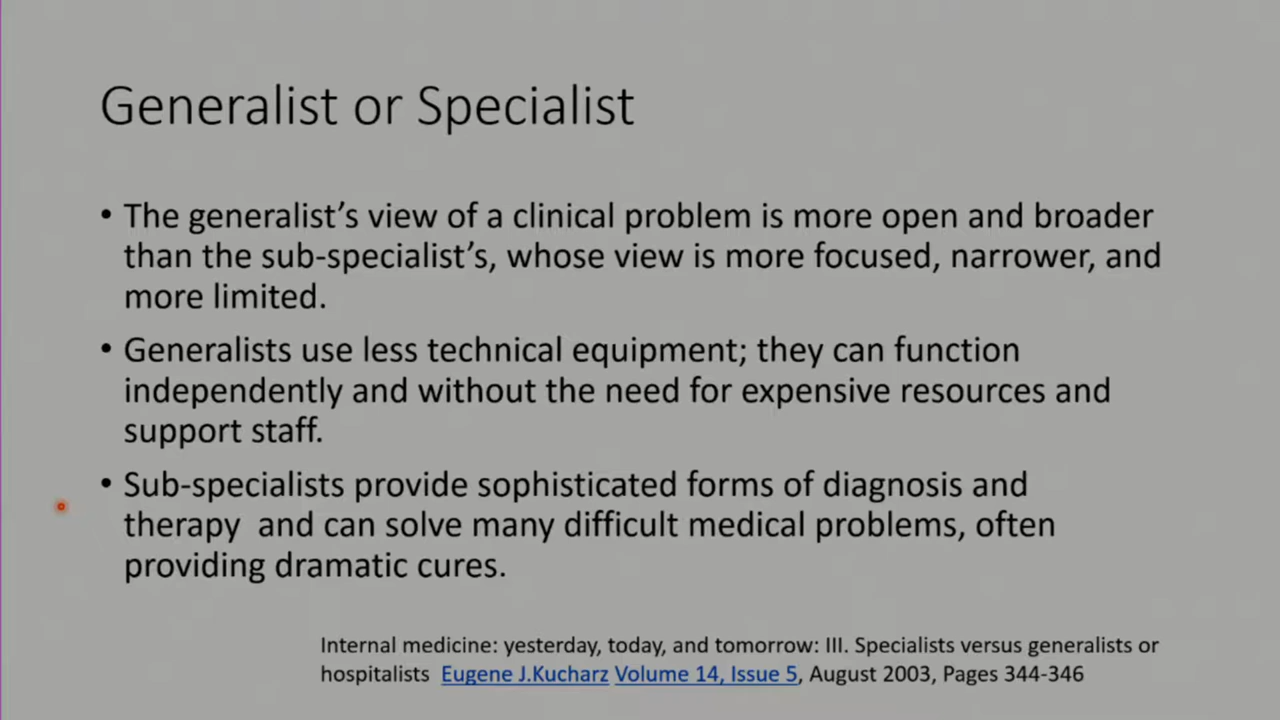 Generalist or Specialist
• The generalist’s view of a clinical problem is more open and broader
than the sub-specialist’s, whose view is more focused, narrower, and
more limited.
• Generalists use less technical equipment; they can function
independently and without the need for expensive resources and
support staff.
• Sub-specialists provide sophisticated forms of diagnosis and
therapy  and can solve many difficult medical problems, often
providing dramatic cures.
Internal medicine: yesterday, today, and tomorrow: III. Specialists versus generalists or
hospitalists  Eugene J.Kucharz Volume 14, Issue 5, August 2003, Pages 344-346